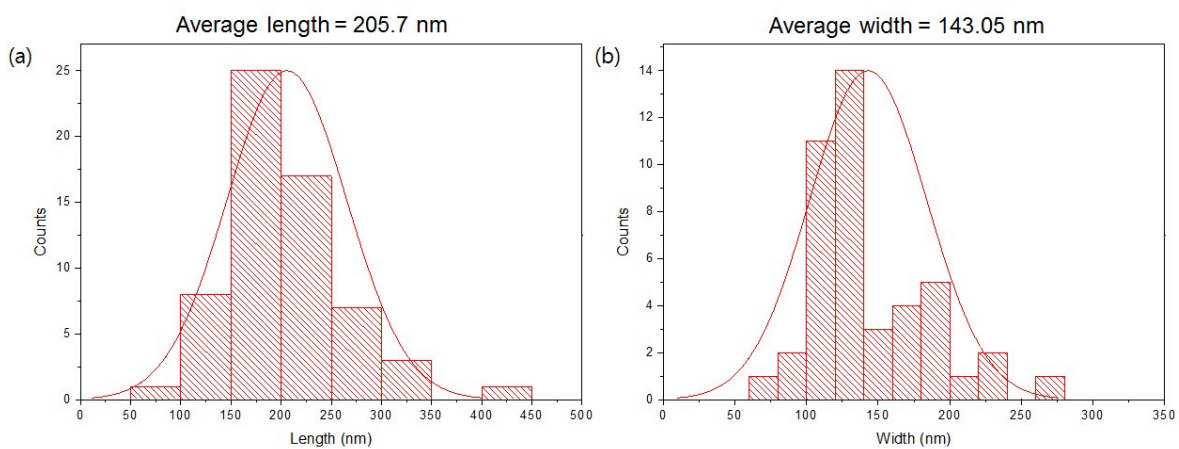 Average length = 205.7 nm
(a)
25
20
15
10
5
0
Counts
0 50 100 150 200 250 300 350 400 450 500
Length (nm)
Average width = 143.05 nm
(b)
14
12
10
8
6
4
2
0
Counts
0 50 100 150 200 250 300 350
Width (nm)